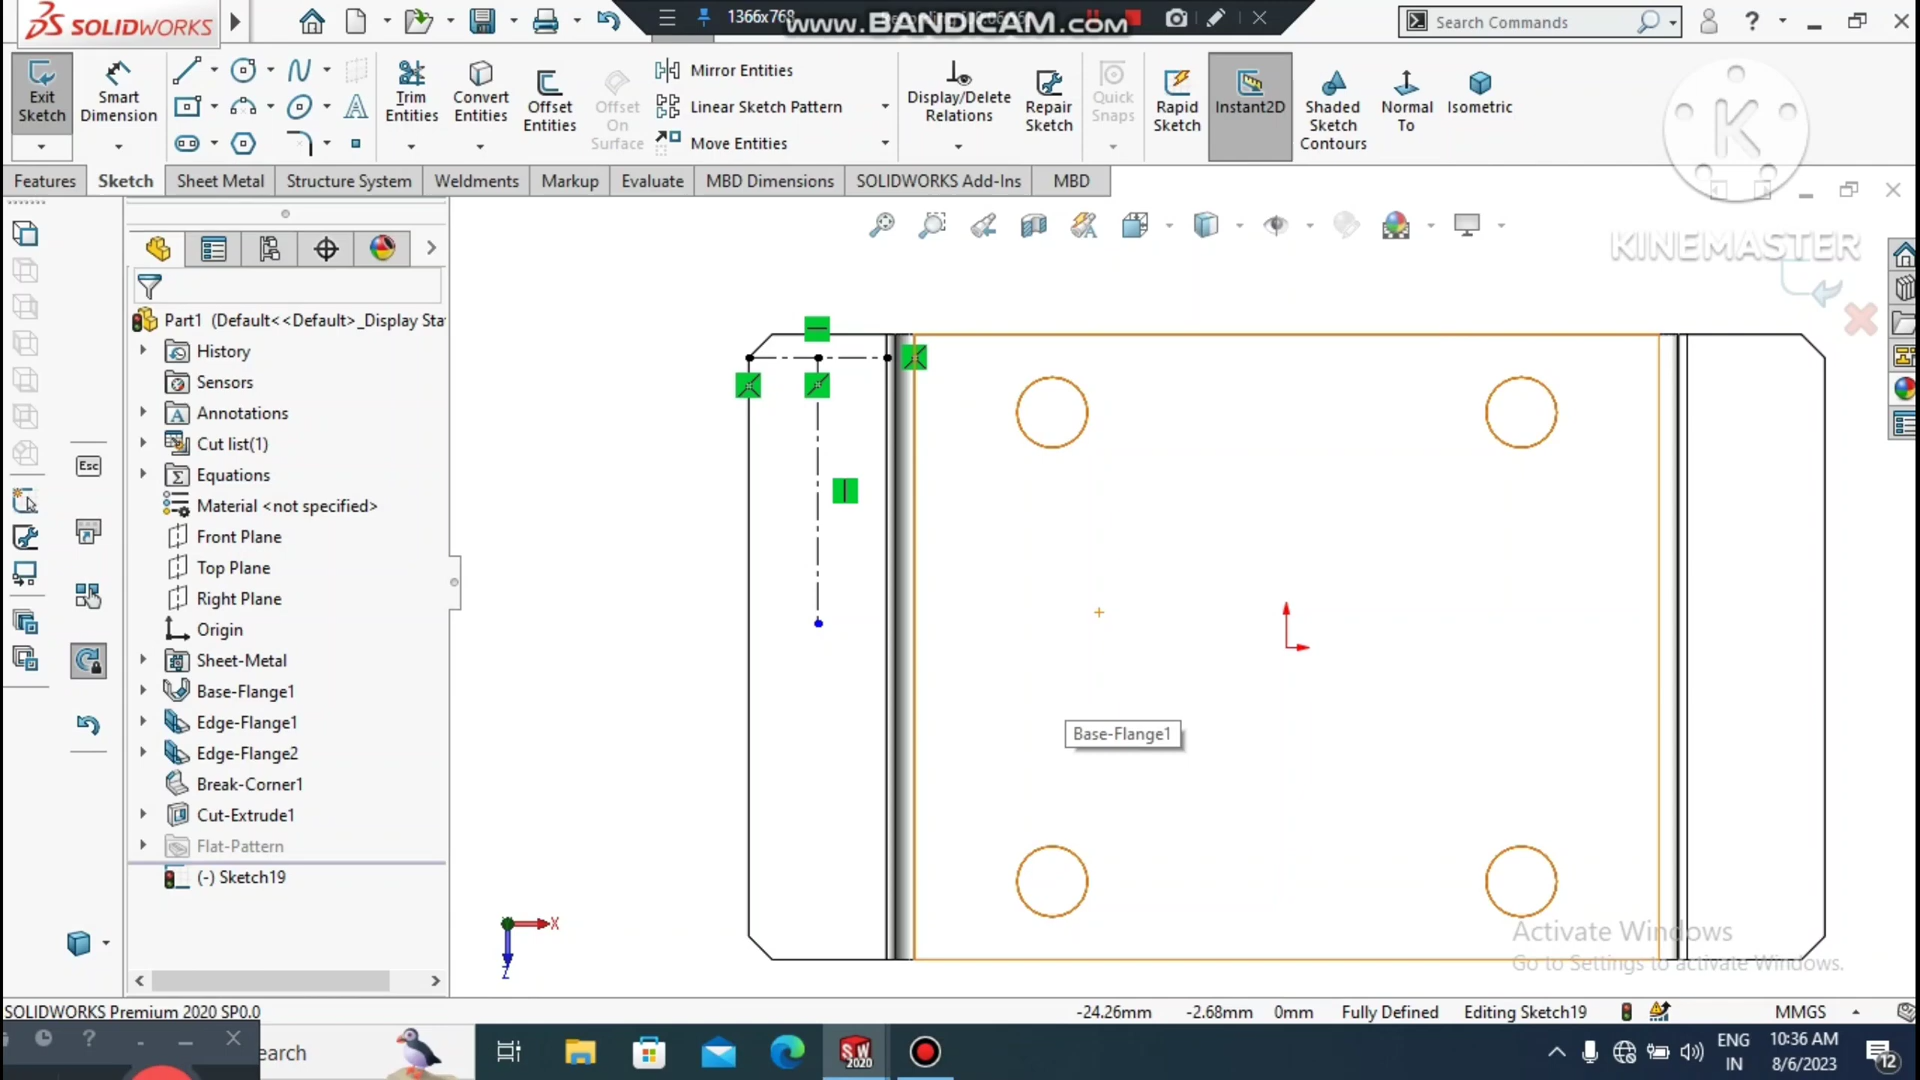 SOLIDWORKS
1366x768
www.BANDICAM.com
Search Commands
Exit Sketch
Smart Dimension
Trim Entities
Convert Entities
Offset Entities
Offset On Surface
Mirror Entities
Linear Sketch Pattern
Move Entities
Display/Delete Relations
Repair Sketch
Quick Snaps
Rapid Sketch
Instant2D
Shaded Sketch Contours
Normal To
Isometric
K
KINEMASTER
Features
Sketch
Sheet Metal
Structure System
Weldments
Markup
Evaluate
MBD Dimensions
SOLIDWORKS Add-Ins
MBD
Part1 (Default<<Default>_Display Sta
History
Sensors
Annotations
Cut list(1)
Equations
Material <not specified>
Front Plane
Top Plane
Right Plane
Origin
Sheet-Metal
Base-Flange1
Edge-Flange1
Edge-Flange2
Break-Corner1
Cut-Extrude1
Flat-Pattern
(-) Sketch19
Esc
Base-Flange1
X
Z
Activate Windows
Go to Settings to activate Windows.
SOLIDWORKS Premium 2020 SP0.0
-24.26mm
-2.68mm
0mm
Fully Defined
Editing Sketch19
MMGS
earch
SW 2020
ENG
IN
10:36 AM
8/6/2023
12